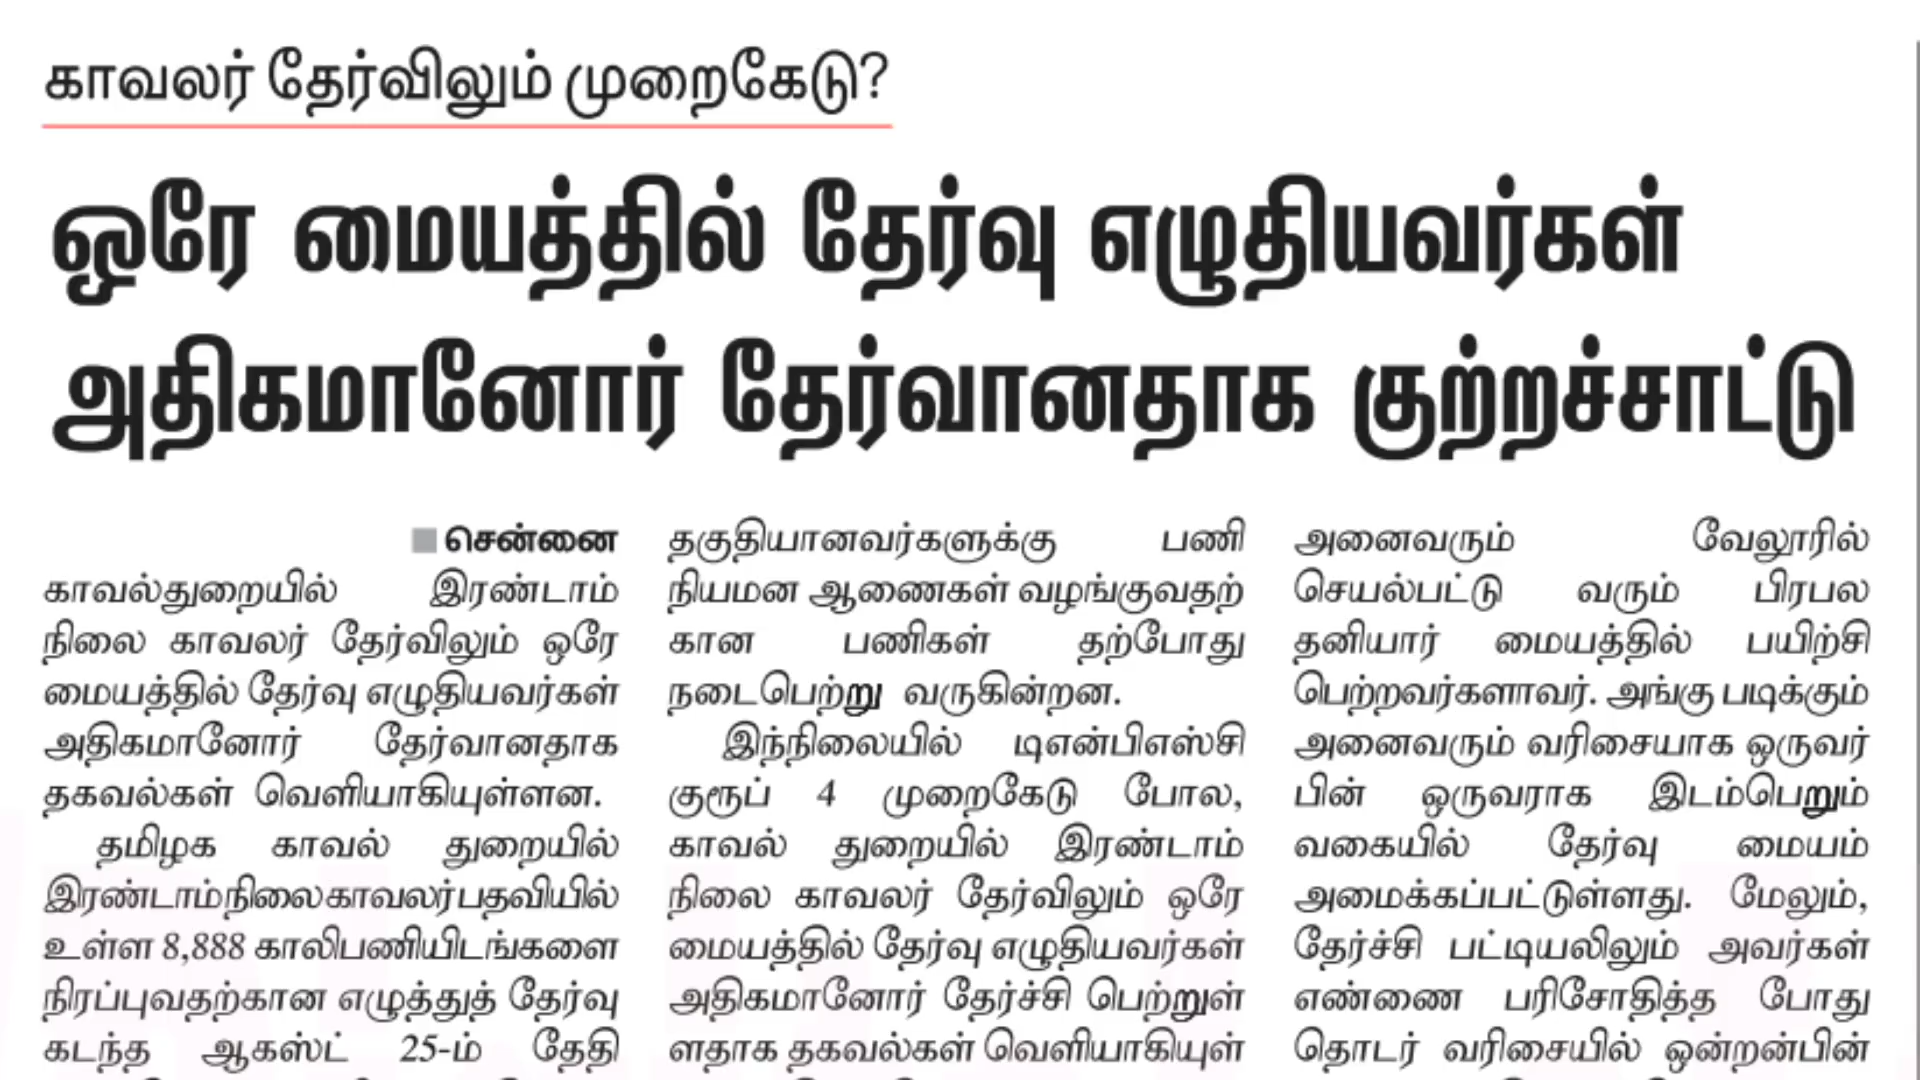 காவலர் தேர்விலும் முறைகேடு?
ஒரே மையத்தில் தேர்வு எழுதியவர்கள்
அதிகமானோர் தேர்வானதாக குற்றச்சாட்டு
சென்னை
காவல்துறையில் இரண்டாம்
நிலை காவலர் தேர்விலும் ஒரே
மையத்தில் தேர்வு எழுதியவர்கள்
அதிகமானோர் தேர்வானதாக
தகவல்கள் வெளியாகியுள்ளன.
தமிழக காவல் துறையில்
இரண்டாம்நிலைகாவலர்பதவியில்
உள்ள 8,888 காலிபணியிடங்களை
நிரப்புவதற்கான எழுத்துத் தேர்வு
கடந்த ஆகஸ்ட் 25-ம் தேதி
தகுதியானவர்களுக்கு பணி
நியமன ஆணைகள் வழங்குவதற்
கான பணிகள் தற்போது
நடைபெற்று வருகின்றன.
இந்நிலையில் டிஎன்பிஎஸ்சி
குரூப் 4 முறைகேடு போல,
காவல் துறையில் இரண்டாம்
நிலை காவலர் தேர்விலும் ஒரே
மையத்தில் தேர்வு எழுதியவர்கள்
அதிகமானோர் தேர்ச்சி பெற்றுள்
ளதாக தகவல்கள் வெளியாகியுள்
அனைவரும் வேலூரில்
செயல்பட்டு வரும் பிரபல
தனியார் மையத்தில் பயிற்சி
பெற்றவர்களாவர். அங்கு படிக்கும்
அனைவரும் வரிசையாக ஒருவர்
பின் ஒருவராக இடம்பெறும்
வகையில் தேர்வு மையம்
அமைக்கப்பட்டுள்ளது. மேலும்,
தேர்ச்சி பட்டியலிலும் அவர்கள்
எண்ணை பரிசோதித்த போது
தொடர் வரிசையில் ஒன்றன்பின்